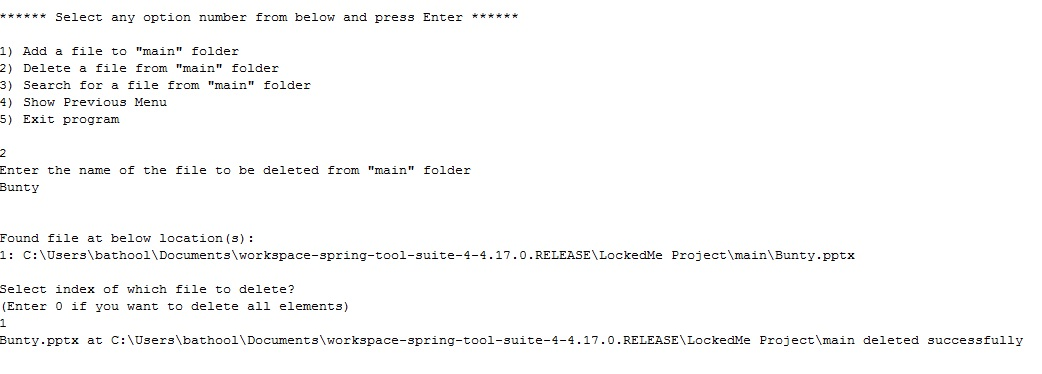 ****** Select any option number from below and press Enter ******
1) Add a file to "main" folder
2) Delete a file from "main" folder
3) Search for a file from "main" folder
4) Show Previous Menu
5) Exit program
2
Enter the name of the file to be deleted from "main" folder
Bunty
Found file at below location(s):
1: C:\Users\bathool\Documents\workspace-spring-tool-suite-4-4.17.0.RELEASE\LockedMe Project\main\Bunty.pptx
Select index of which file to delete?
(Enter 0 if you want to delete all elements)
1
Bunty.pptx at C:\Users\bathool\Documents\workspace-spring-tool-suite-4-4.17.0.RELEASE\LockedMe Project\main deleted successfully